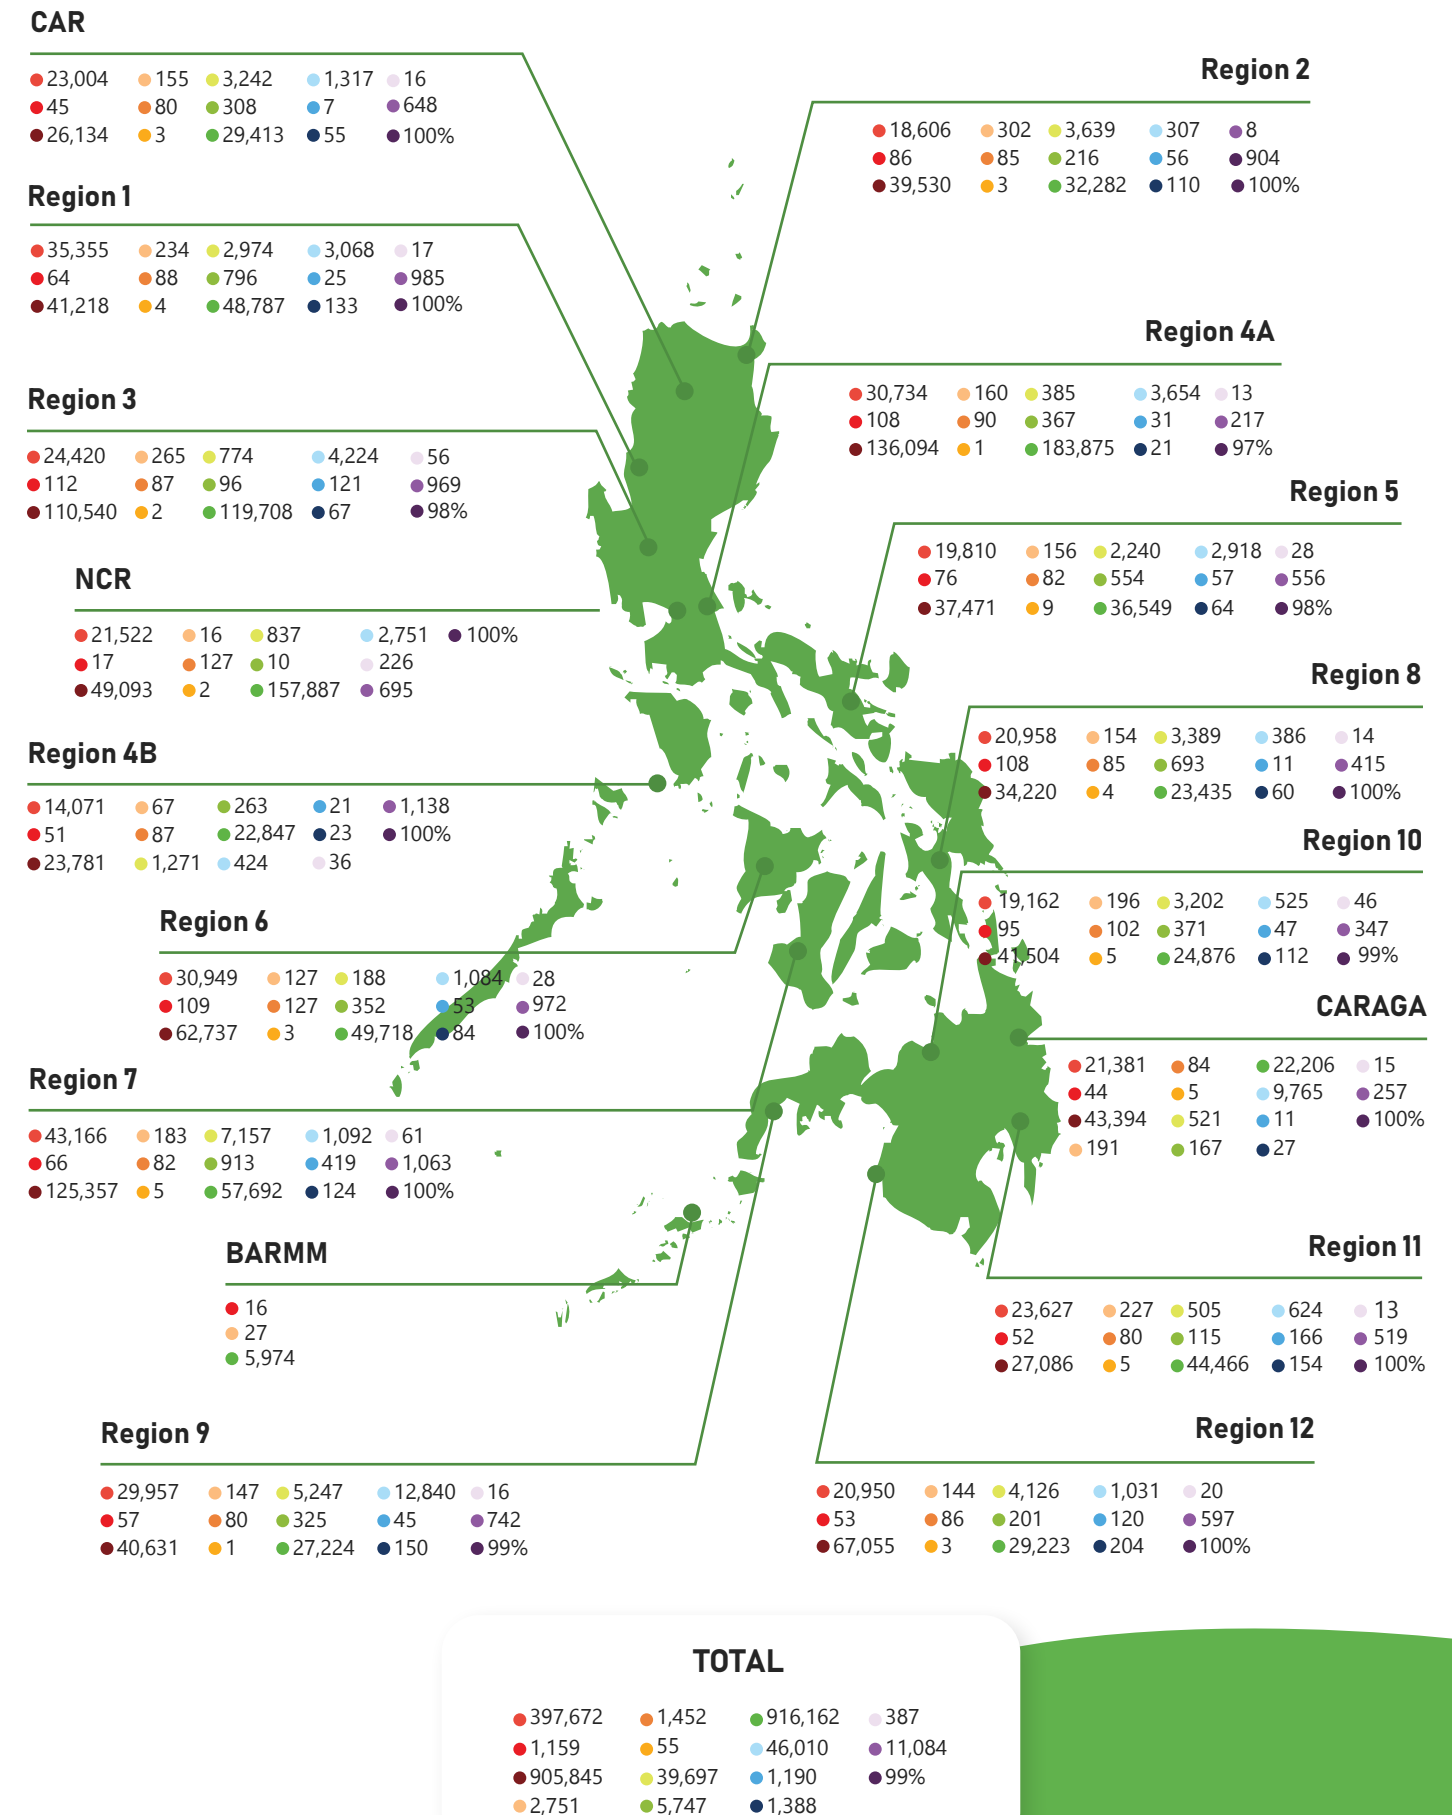 CAR
23,004 155 3,242 1,317 16
45 80 308 7 648
26,134 3 29,413 55 100%
Region 2
18,606 302 3,639 307 8
86 85 216 56 904
39,530 3 32,282 110 100%
Region 1
35,355 234 2,974 3,068 17
64 88 796 25 985
41,218 4 48,787 133 100%
Region 4A
30,734 160 385 3,654 13
108 90 367 31 217
136,094 1 183,875 21 97%
Region 3
24,420 265 774 4,224 56
112 87 96 121 969
110,540 2 119,708 67 98%
Region 5
19,810 156 2,240 2,918 28
76 82 554 57 556
37,471 9 36,549 64 98%
NCR
21,522 16 837 2,751 100%
17 127 10 226
49,093 2 157,887 695
Region 8
20,958 154 3,389 386 14
108 85 693 11 415
34,220 4 23,435 60 100%
Region 4B
14,071 67 263 21 1,138
51 87 22,847 23 100%
23,781 1,271 424 36
Region 10
19,162 196 3,202 525 46
95 102 371 47 347
41,504 5 24,876 112 99%
Region 6
30,949 127 188 1,084 28
109 127 352 53 972
62,737 3 49,718 84 100%
CARAGA
21,381 84 22,206 15
44 5 9,765 257
43,394 521 11 100%
191 167 27
Region 7
43,166 183 7,157 1,092 61
66 82 913 419 1,063
125,357 5 57,692 124 100%
Region 11
23,627 227 505 624 13
52 80 115 166 519
27,086 5 44,466 154 100%
BARMM
16
27
5,974
Region 9
29,957 147 5,247 12,840 16
57 80 325 45 742
40,631 1 27,224 150 99%
Region 12
20,950 144 4,126 1,031 20
53 86 201 120 597
67,055 3 29,223 204 100%
TOTAL
397,672 1,452 916,162 387
1,159 55 46,010 11,084
905,845 39,697 1,190 99%
2,751 5,747 1,388